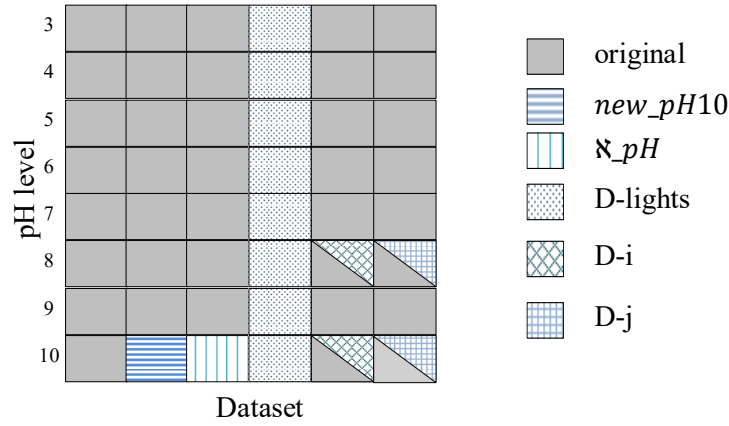 3
4
5
6
7
8
9
10
pH level
Dataset
original
new_pH10
ℵ_pH
D-lights
D-i
D-j